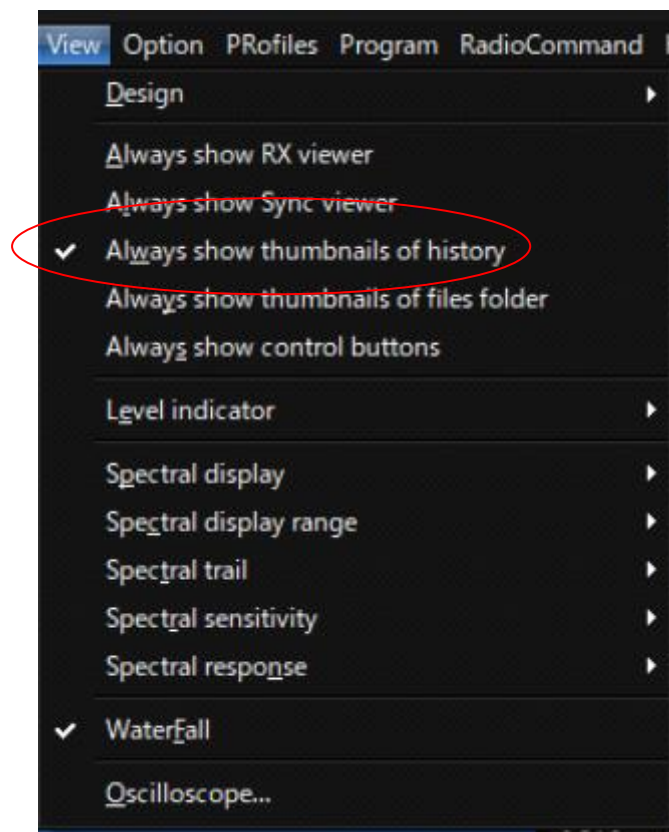 View Option PRofiles Program RadioCommand
Design
Always show RX viewer
Always show Sync viewer
Always show thumbnails of history
Always show thumbnails of files folder
Always show control buttons
Level indicator
Spectral display
Spectral display range
Spectral trail
Spectral sensitivity
Spectral response
WaterFall
Oscilloscope...